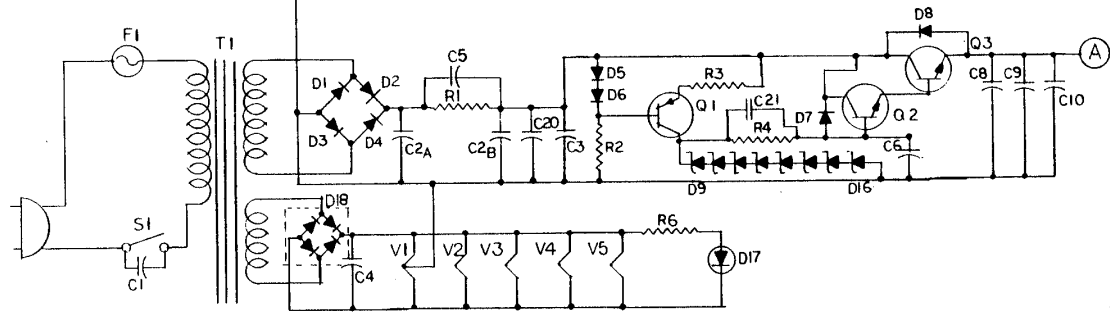 F1
T1
S1
C1
D1
D2
D3
D4
C5
R1
C2A
C2B
C20
C3
D5
D6
R2
R3
Q1
C21
R4
D7
Q2
D8
Q3
C6
C8
C9
C10
A
D9
D16
D18
C4
V1
V2
V3
V4
V5
R6
D17